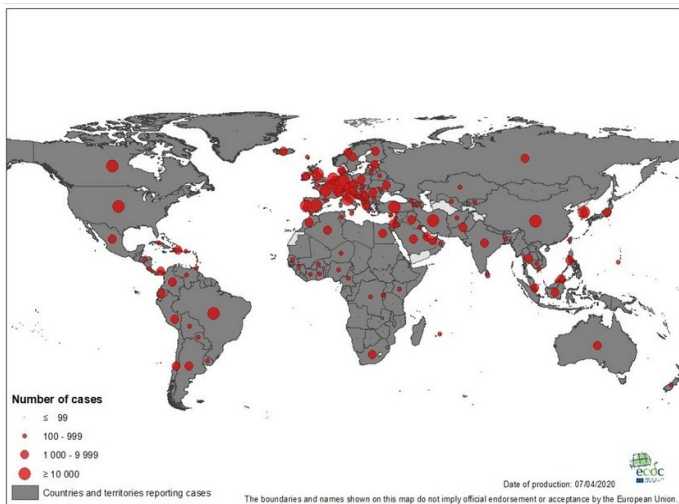 Number of cases
≤ 99
100 - 999
1 000 - 9 999
≥ 10 000
Countries and territories reporting cases
ecdc
Date of production: 07/04/2020
The boundaries and names shown on this map do not imply official endorsement or acceptance by the European Union.